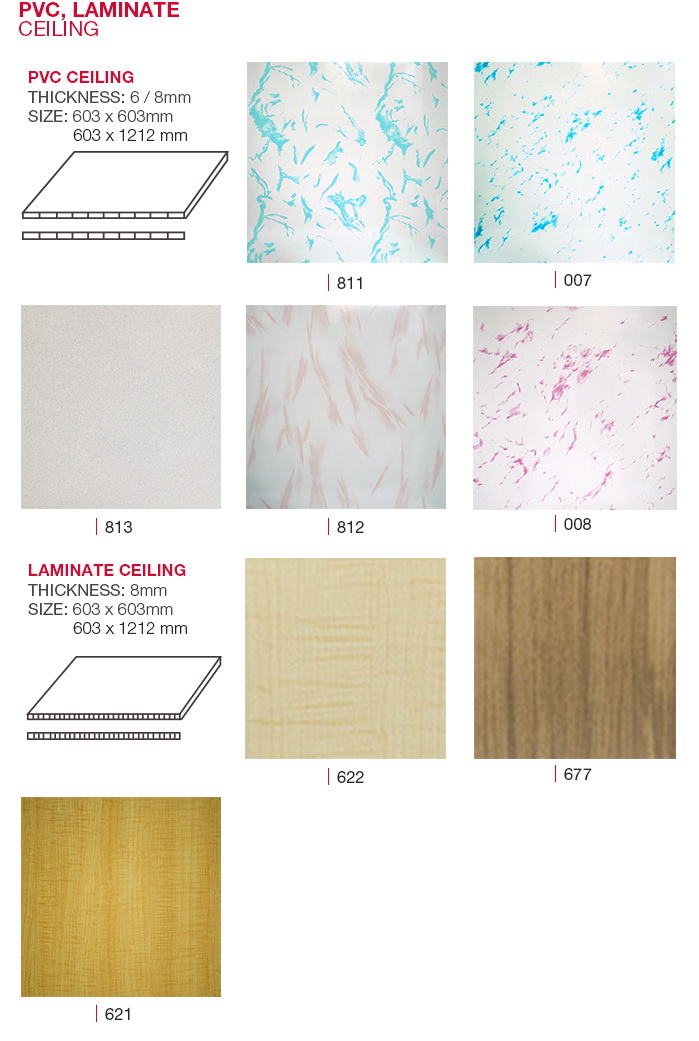 PVC, LAMINATE
CEILING
PVC CEILING
THICKNESS: 6 / 8mm
SIZE: 603 x 603mm
603 x 1212 mm
811
007
813
812
008
LAMINATE CEILING
THICKNESS: 8mm
SIZE: 603 x 603mm
603 x 1212 mm
622
677
621